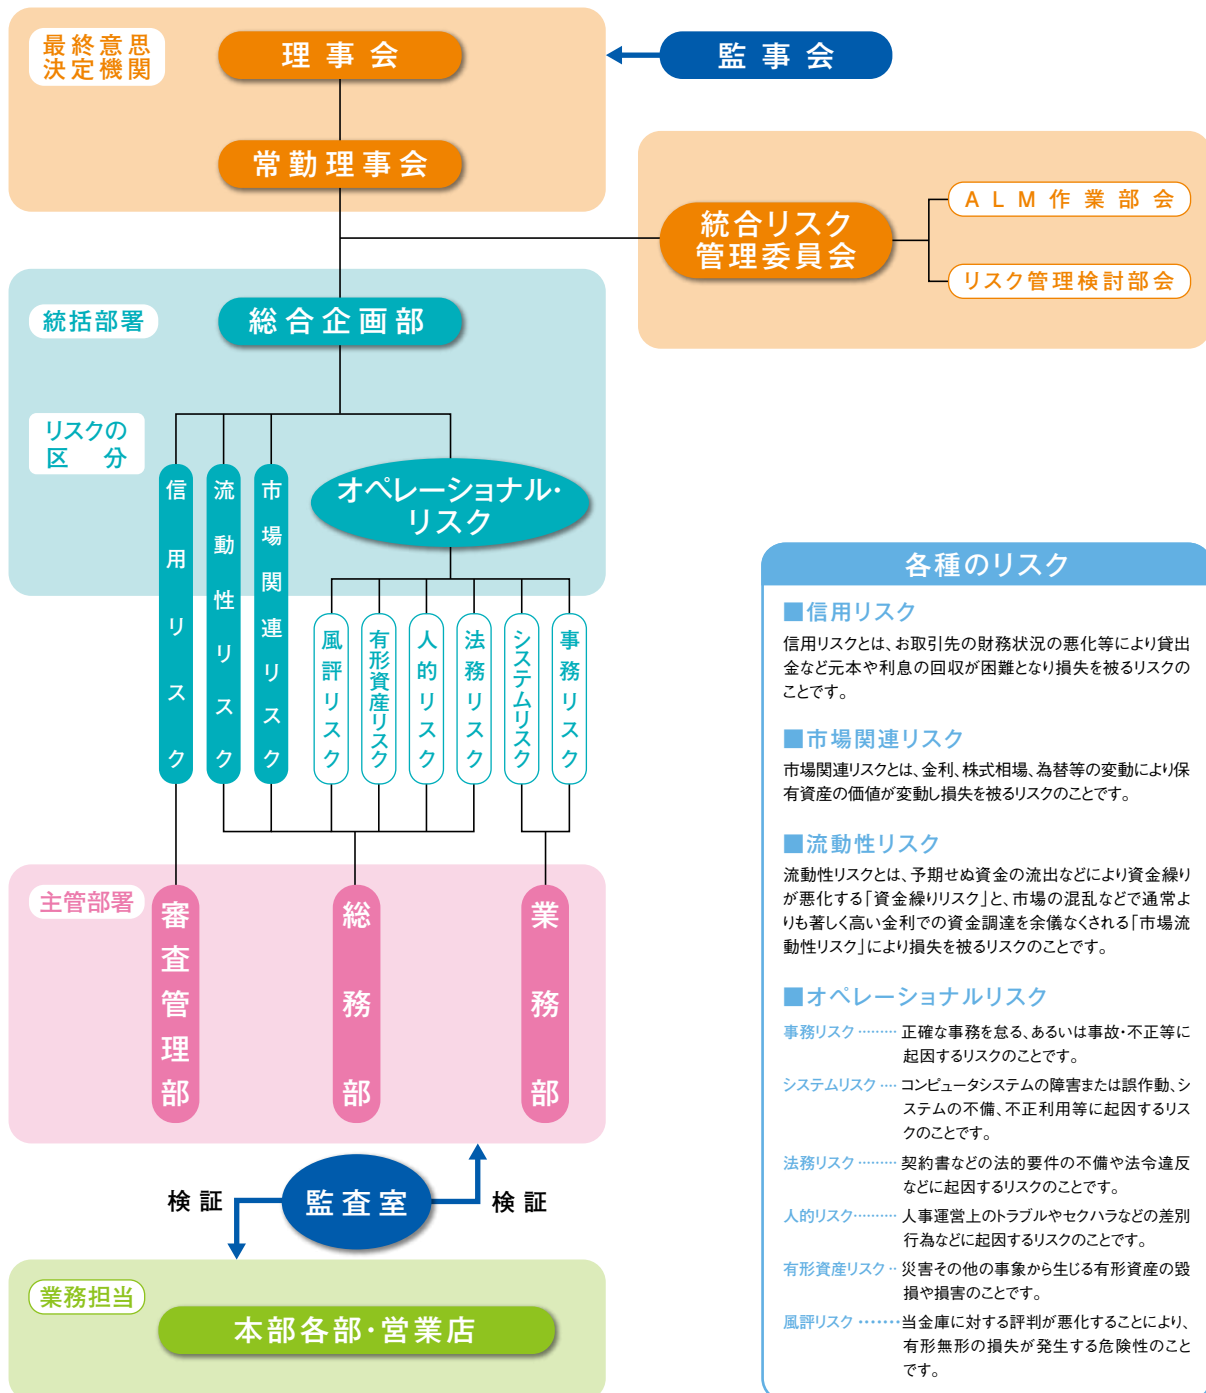 最終意思
決定機関
理事会
監事会
常勤理事会
統合リスク
管理委員会
ALM作業部会
リスク管理検討部会
統括部署
総合企画部
リスクの
区分
信用リスク
流動性リスク
市場関連リスク
オペレーショナル・
リスク
風評リスク
有形資産リスク
人的リスク
法務リスク
システムリスク
事務リスク
主管部署
審査管理部
総務部
業務部
検証
監査室
検証
業務担当
本部各部・営業店
各種のリスク
■信用リスク
信用リスクとは、お取引先の財務状況の悪化等により貸出
金など元本や利息の回収が困難となり損失を被るリスクの
ことです。
■市場関連リスク
市場関連リスクとは、金利、株式相場、為替等の変動により保
有資産の価値が変動し損失を被るリスクのことです。
■流動性リスク
流動性リスクとは、予期せぬ資金の流出などにより資金繰り
が悪化する「資金繰りリスク」と、市場の混乱などで通常よ
りも著しく高い金利での資金調達を余儀なくされる「市場流
動性リスク」により損失を被るリスクのことです。
■オペレーショナルリスク
事務リスク ……… 正確な事務を怠る、あるいは事故・不正等に
起因するリスクのことです。
システムリスク … コンピュータシステムの障害または誤作動、シ
ステムの不備、不正利用等に起因するリス
クのことです。
法務リスク ……… 契約書などの法的要件の不備や法令違反
などに起因するリスクのことです。
人的リスク……… 人事運営上のトラブルやセクハラなどの差別
行為などに起因するリスクのことです。
有形資産リスク ‥ 災害その他の事象から生じる有形資産の毀
損や損害のことです。
風評リスク ……… 当金庫に対する評判が悪化することにより、
有形無形の損失が発生する危険性のこと
です。